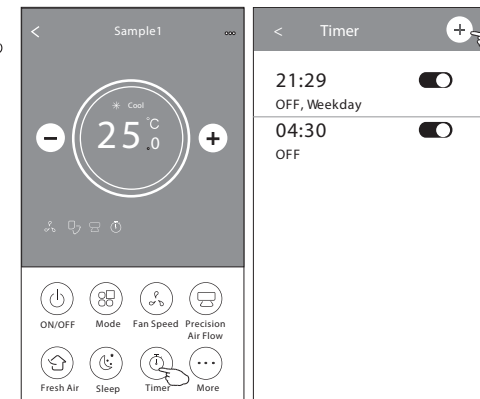 < Sample1
Cool
25.0°C
ON/OFF Mode Fan Speed Precision Air Flow
Fresh Air Sleep Timer More
< Timer +
21:29
OFF, Weekday
04:30
OFF